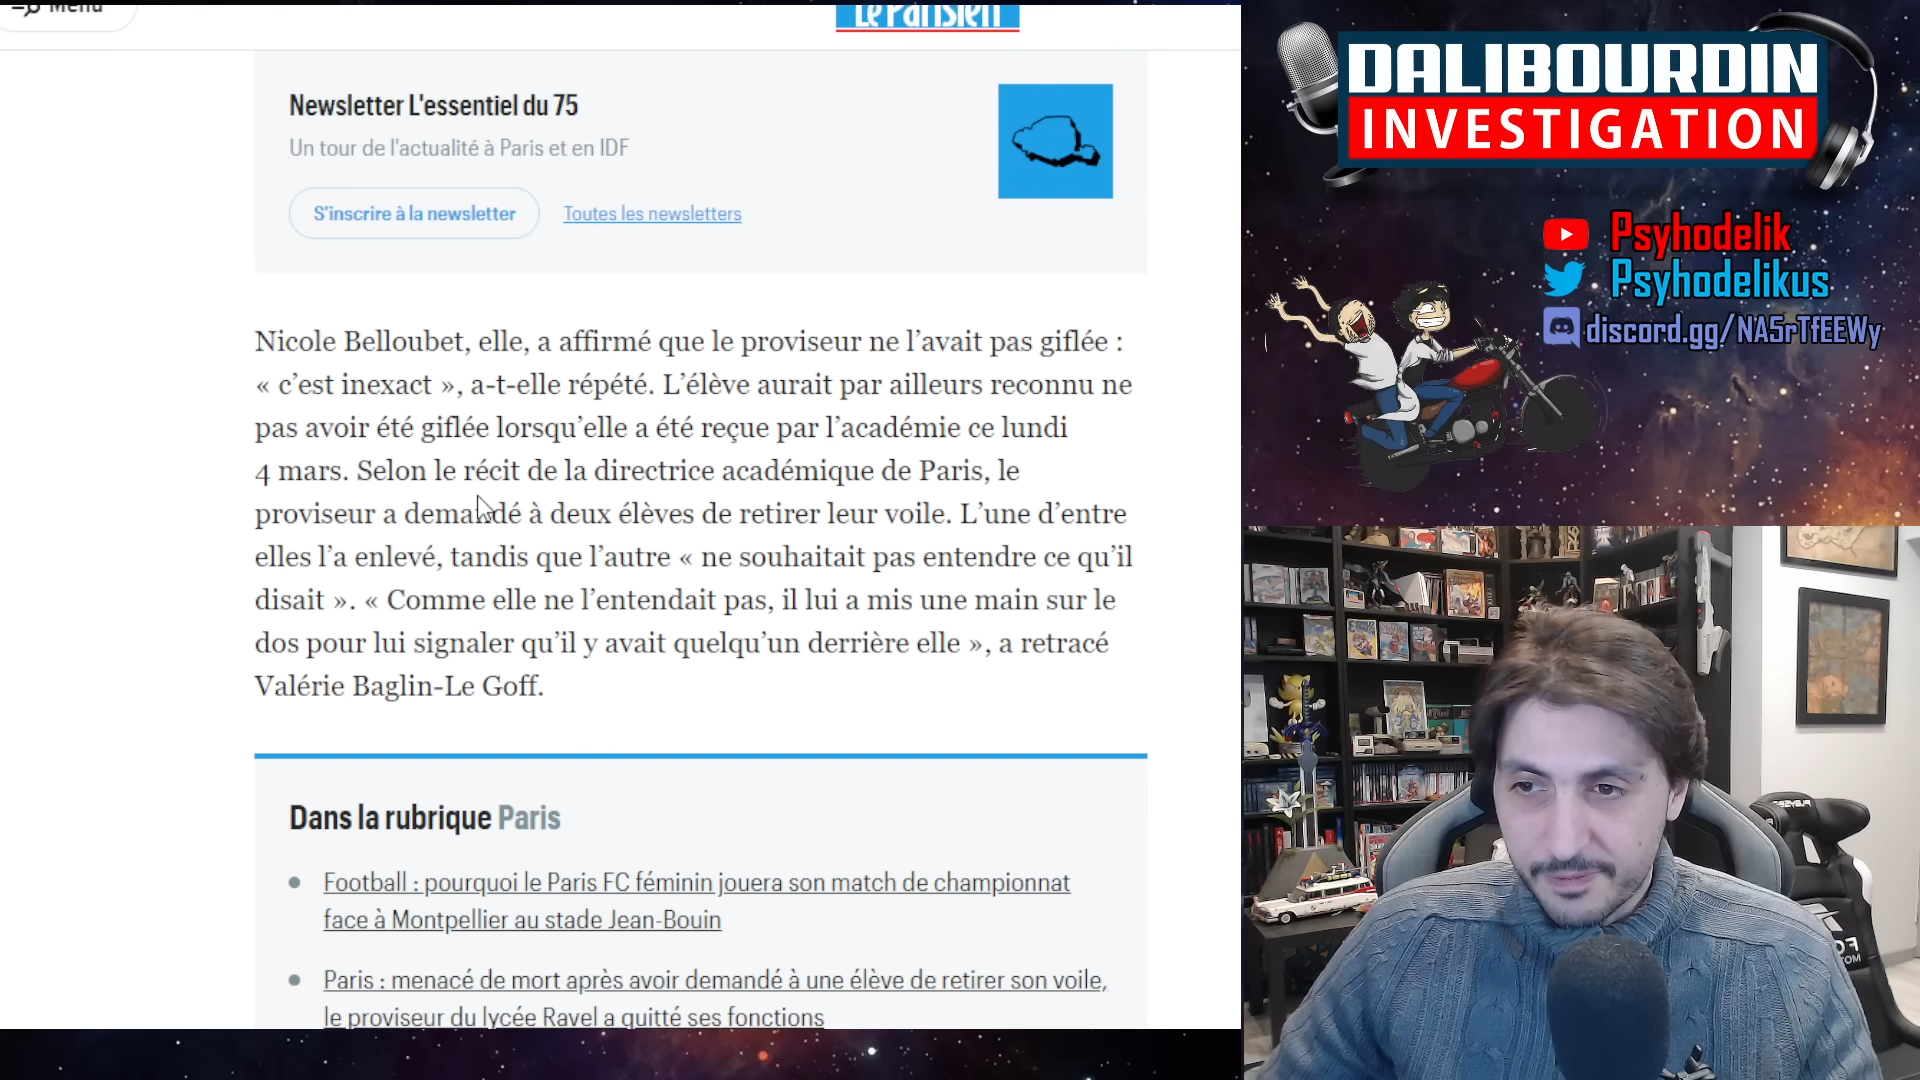 Menu
Le Parisien
Newsletter L'essentiel du 75
Un tour de l'actualité à Paris et en IDF
S'inscrire à la newsletter
Toutes les newsletters
Nicole Belloubet, elle, a affirmé que le proviseur ne l’avait pas giflée :
« c’est inexact », a-t-elle répété. L’élève aurait par ailleurs reconnu ne
pas avoir été giflée lorsqu’elle a été reçue par l’académie ce lundi
4 mars. Selon le récit de la directrice académique de Paris, le
proviseur a demandé à deux élèves de retirer leur voile. L’une d’entre
elles l’a enlevé, tandis que l’autre « ne souhaitait pas entendre ce qu’il
disait ». « Comme elle ne l’entendait pas, il lui a mis une main sur le
dos pour lui signaler qu’il y avait quelqu’un derrière elle », a retracé
Valérie Baglin-Le Goff.
Dans la rubrique Paris
Football : pourquoi le Paris FC féminin jouera son match de championnat
face à Montpellier au stade Jean-Bouin
Paris : menacé de mort après avoir demandé à une élève de retirer son voile,
le proviseur du lycée Ravel a quitté ses fonctions
DALIBOURDIN
INVESTIGATION
Psyhodelik
Psyhodelikus
discord.gg/NA5rTfEEWy